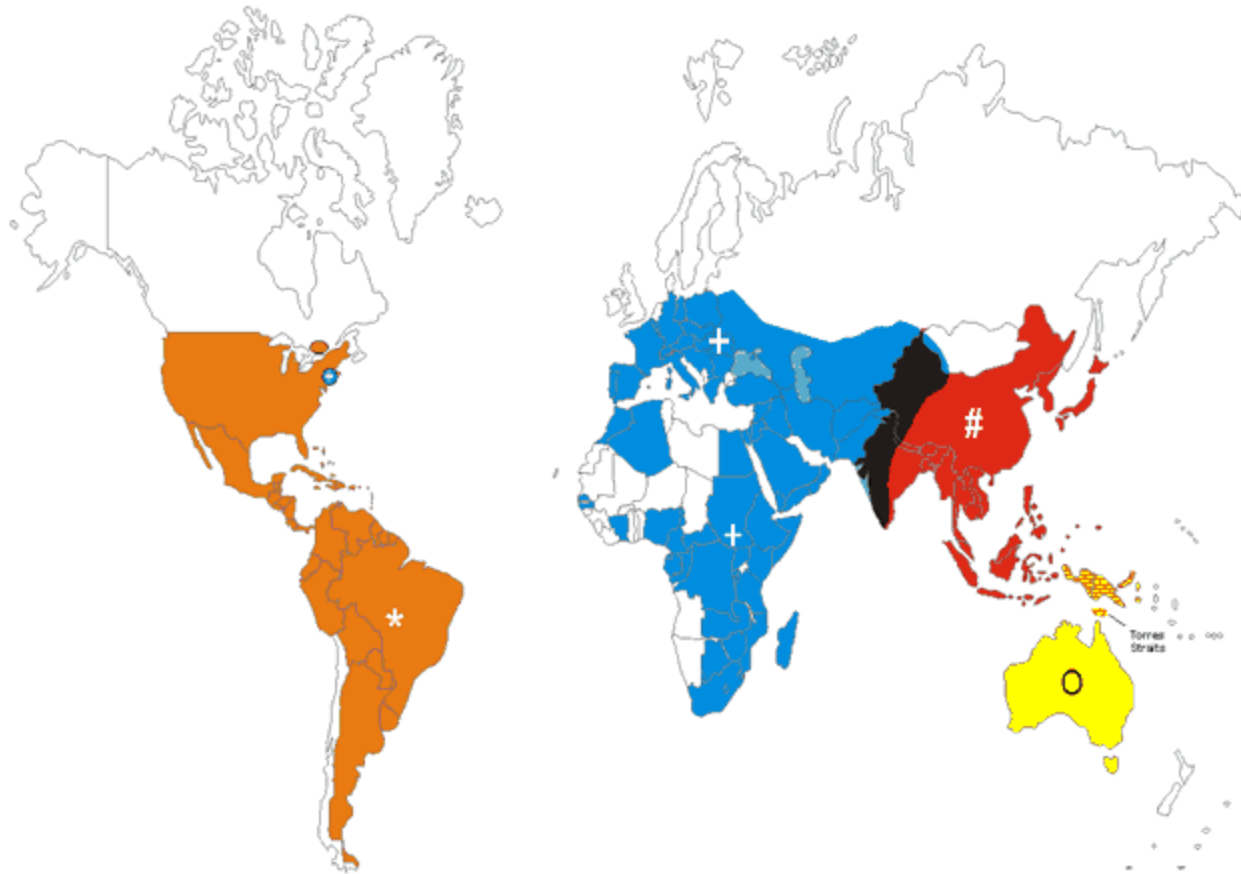 +
+
#
+
*
Torres
Straits
O